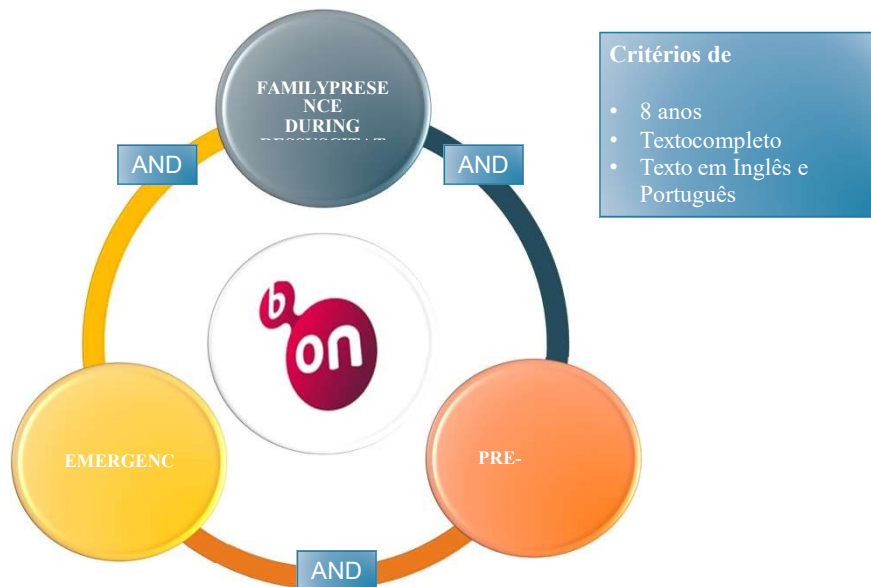 FAMILYPRESE
NCE
DURING
AND
AND
Critérios de
• 8 anos
• Textocompleto
• Texto em Inglês e
Português
b
on
EMERGENC
PRE-
AND